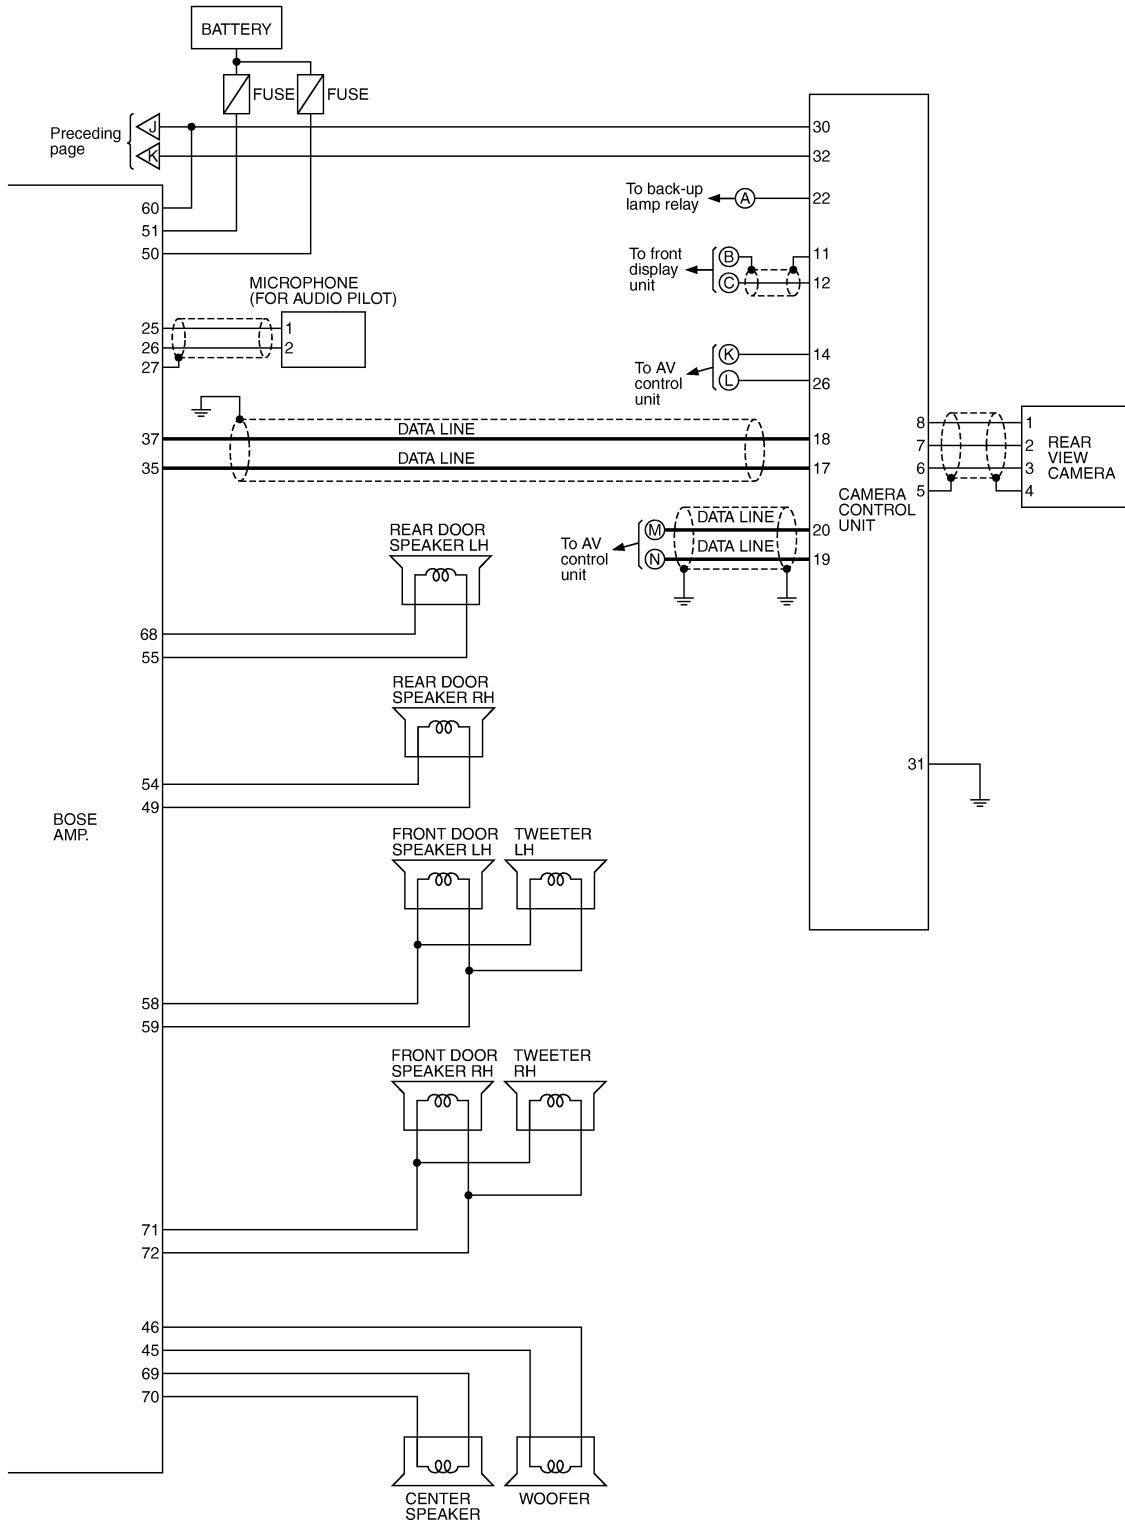 BATTERY
FUSE
FUSE
Preceding
page
J
K
30
32
To back-up
lamp relay
A
22
60
51
50
To front
display
unit
B
C
11
12
MICROPHONE
(FOR AUDIO PILOT)
25
26
27
1
2
To AV
control
unit
K
L
14
26
37
35
DATA LINE
DATA LINE
18
17
8
7
6
5
1
2
3
4
REAR
VIEW
CAMERA
CAMERA
CONTROL
UNIT
To AV
control
unit
M
N
DATA LINE
DATA LINE
20
19
REAR DOOR
SPEAKER LH
68
55
REAR DOOR
SPEAKER RH
54
49
31
BOSE
AMP.
FRONT DOOR
SPEAKER LH
TWEETER
LH
58
59
FRONT DOOR
SPEAKER RH
TWEETER
RH
71
72
46
45
69
70
CENTER
SPEAKER
WOOFER